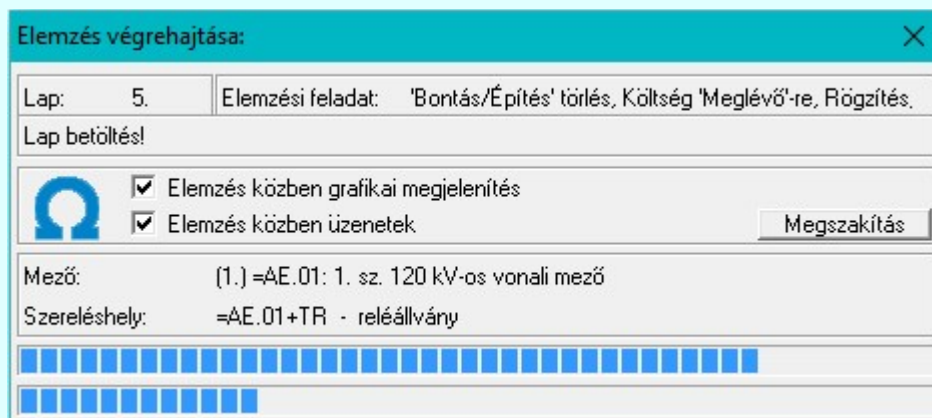 Elemzés végrehajtása:
Lap: 5. Elemzési feladat: 'Bontás/Építés' törlés, Költség 'Meglévő'-re, Rögzítés,
Lap betöltés!
Elemzés közben grafikai megjelenítés
Elemzés közben üzenetek
Megszakítás
Mező: (1.) =AE.01: 1. sz. 120 kV-os vonali mező
Szereléshely: =AE.01+TR - reléállvány